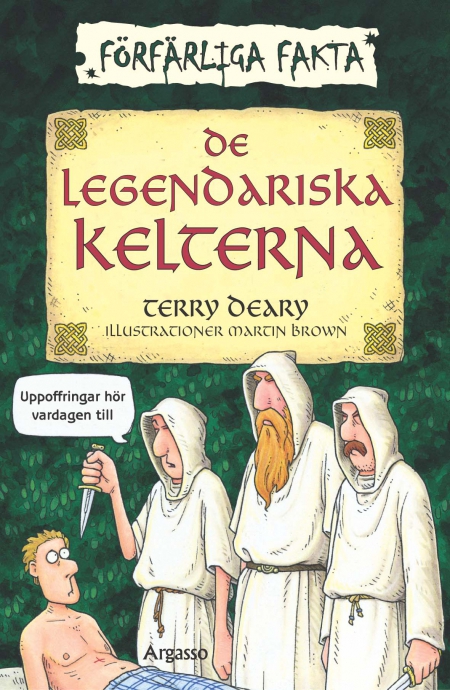 FÖRFÄRLIGA FAKTA
DE
LEGENDARISKA
KELTERNA
TERRY DEARY
ILLUSTRATIONER MARTIN BROWN
Uppoffringar hör
vardagen till
Argasso